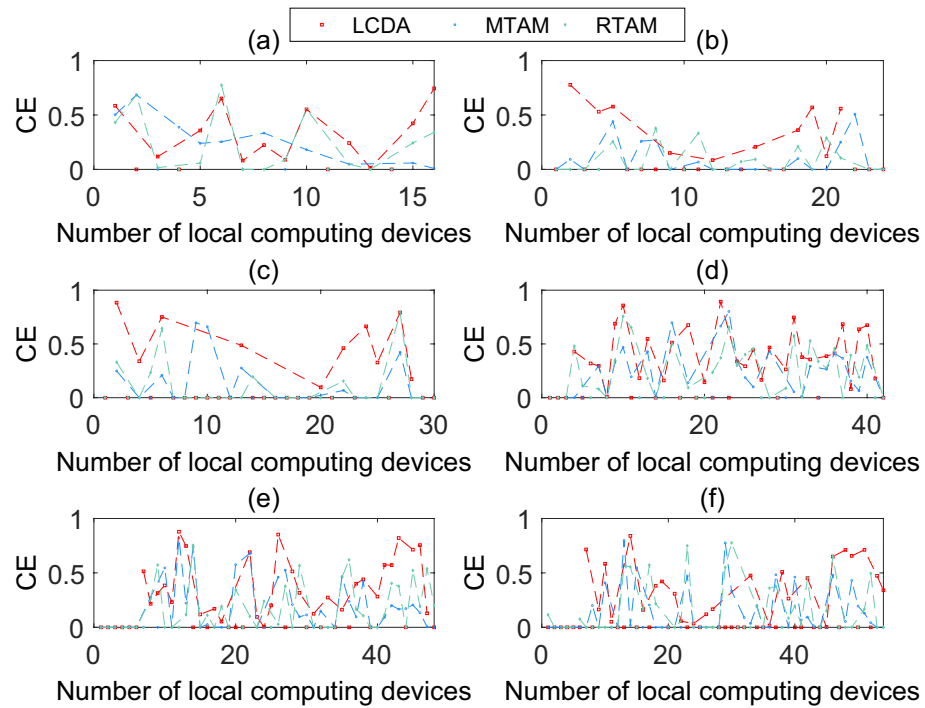 LCDA MTAM RTAM
(a) (b)
1 0.5 0 CE 0 5 10 15
Number of local computing devices
1 0.5 0 CE 0 10 20
Number of local computing devices
(c) (d)
1 0.5 0 CE 0 10 20 30
Number of local computing devices
1 0.5 0 CE 0 20 40
Number of local computing devices
(e) (f)
1 0.5 0 CE 0 20 40
Number of local computing devices
1 0.5 0 CE 0 20 40
Number of local computing devices